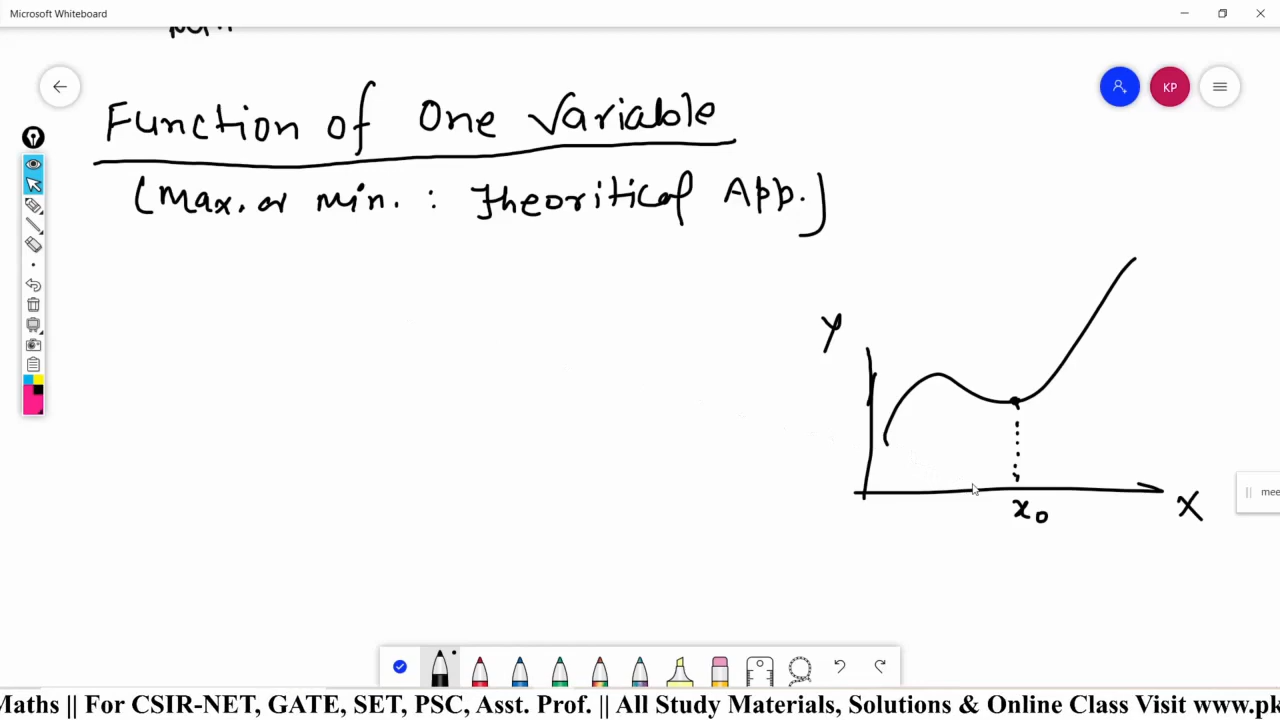 Microsoft Whiteboard
KP
Function of One Variable
(Max. or min. : Theoritical App.)
Y
x0
X
mee
Maths || For CSIR-NET, GATE, SET, PSC, Asst. Prof. || All Study Materials, Solutions & Online Class Visit www.pk